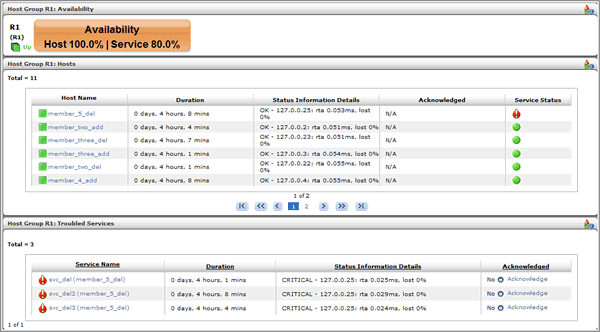 Host Group R1: Availability
R1
(R1)
Up
Availability
Host 100.0% | Service 80.0%
Host Group R1: Hosts
Total = 11
Host Name Duration Status Information Details Acknowledged Service Status
member_5_del 0 days, 4 hours, 8 mins OK - 127.0.0.25: rta 0.053ms, lost 0% N/A
member_two_add 0 days, 4 hours, 4 mins OK - 127.0.0.2: rta 0.051ms, lost 0% N/A
member_three_del 0 days, 4 hours, 7 mins OK - 127.0.0.23: rta 0.051ms, lost 0% N/A
member_three_add 0 days, 4 hours, 1 mins OK - 127.0.0.3: rta 0.054ms, lost 0% N/A
member_two_del 0 days, 4 hours, 1 mins OK - 127.0.0.22: rta 0.055ms, lost 0% N/A
member_4_add 0 days, 4 hours, 8 mins OK - 127.0.0.4: rta 0.055ms, lost 0% N/A
1 of 2
1 2
Host Group R1: Troubled Services
Total = 3
Service Name Duration Status Information Details Acknowledged
svc_del (member_5_del) 0 days, 4 hours, 1 mins CRITICAL - 127.0.0.25: rta 0.025ms, lost 0% No Acknowledge
svc_del2 (member_5_del) 0 days, 4 hours, 8 mins CRITICAL - 127.0.0.25: rta 0.029ms, lost 0% No Acknowledge
svc_del3 (member_5_del) 0 days, 4 hours, 4 mins CRITICAL - 127.0.0.25: rta 0.024ms, lost 0% No Acknowledge
1 of 1